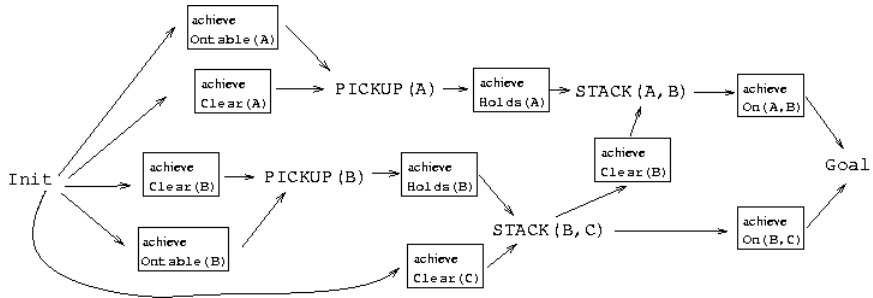 achieve
Ontable(A)
achieve
Clear(A)
PICKUP(A)
achieve
Holds(A)
STACK(A,B)
achieve
On(A,B)
Init
achieve
Clear(B)
PICKUP(B)
achieve
Holds(B)
achieve
Clear(B)
Goal
achieve
Ontable(B)
achieve
Clear(C)
STACK(B,C)
achieve
On(B,C)